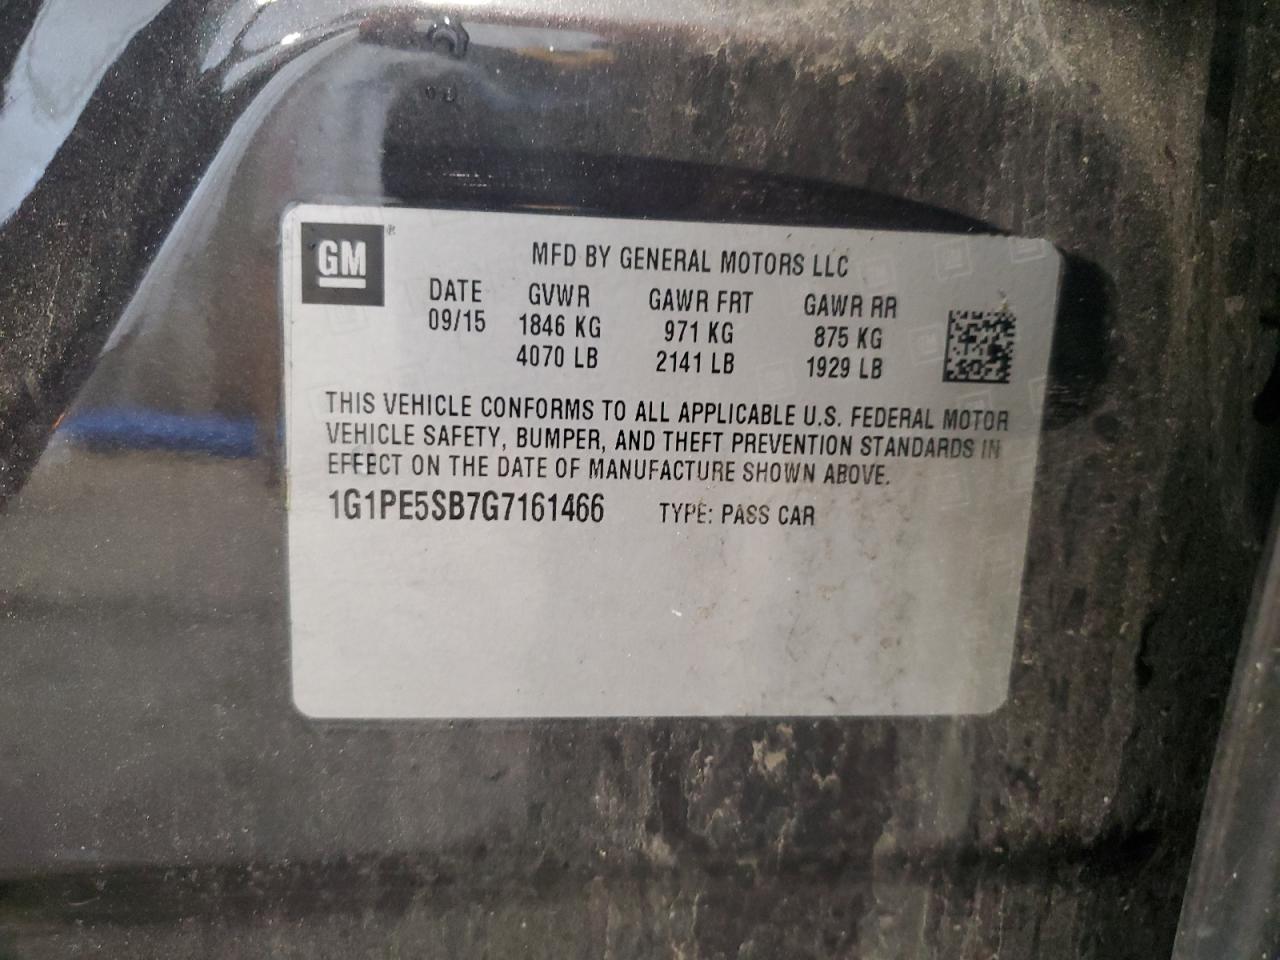 GM ®
MFD BY GENERAL MOTORS LLC
DATE GVWR GAWR FRT GAWR RR
09/15 1846 KG 971 KG 875 KG
4070 LB 2141 LB 1929 LB
THIS VEHICLE CONFORMS TO ALL APPLICABLE U.S. FEDERAL MOTOR
VEHICLE SAFETY, BUMPER, AND THEFT PREVENTION STANDARDS IN
EFFECT ON THE DATE OF MANUFACTURE SHOWN ABOVE.
1G1PE5SB7G7161466 TYPE: PASS CAR